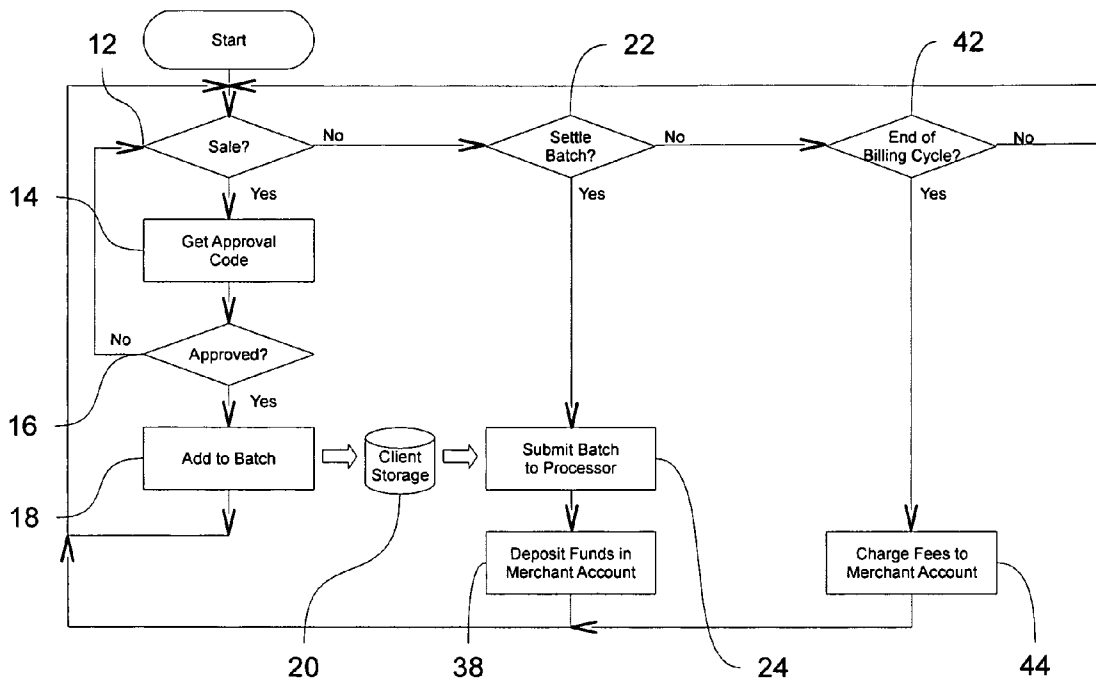 Start
12
22
42
Sale?
No
Settle
Batch?
No
End of
Billing Cycle?
No
Yes
Yes
Yes
14
Get Approval
Code
No
Approved?
Yes
16
Add to Batch
Client
Storage
Submit Batch
to Processor
18
Deposit Funds in
Merchant Account
Charge Fees to
Merchant Account
20
38
24
44